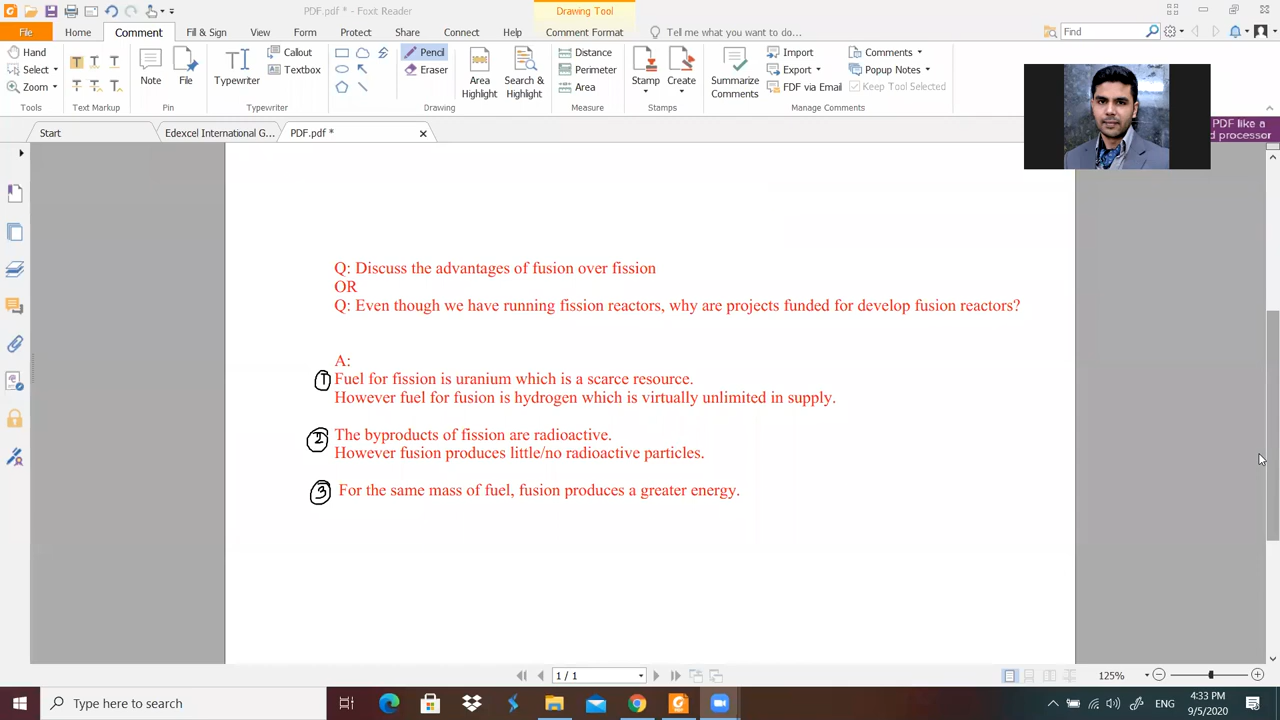 PDF.pdf * - Foxit Reader
Drawing Tool
File Home Comment Fill & Sign View Form Protect Share Connect Help Comment Format Tell me what you want to do... Find
Hand
Select
Zoom
Tools
T T T
T T T
Text Markup
Note
File
Pin
Typewriter
Callout
Textbox
Typewriter
Pencil
Eraser
Area Highlight
Search & Highlight
Drawing
Distance
Perimeter
Area
Measure
Stamp
Create
Stamps
Summarize Comments
Import
Export
FDF via Email
Comments
Popup Notes
Keep Tool Selected
Manage Comments
Start Edexcel International G... PDF.pdf *
PDF like a
d processor
Q: Discuss the advantages of fusion over fission
OR
Q: Even though we have running fission reactors, why are projects funded for develop fusion reactors?
A:
1 Fuel for fission is uranium which is a scarce resource.
However fuel for fusion is hydrogen which is virtually unlimited in supply.
2 The byproducts of fission are radioactive.
However fusion produces little/no radioactive particles.
3 For the same mass of fuel, fusion produces a greater energy.
1 / 1
125%
Type here to search
ENG
4:33 PM
9/5/2020